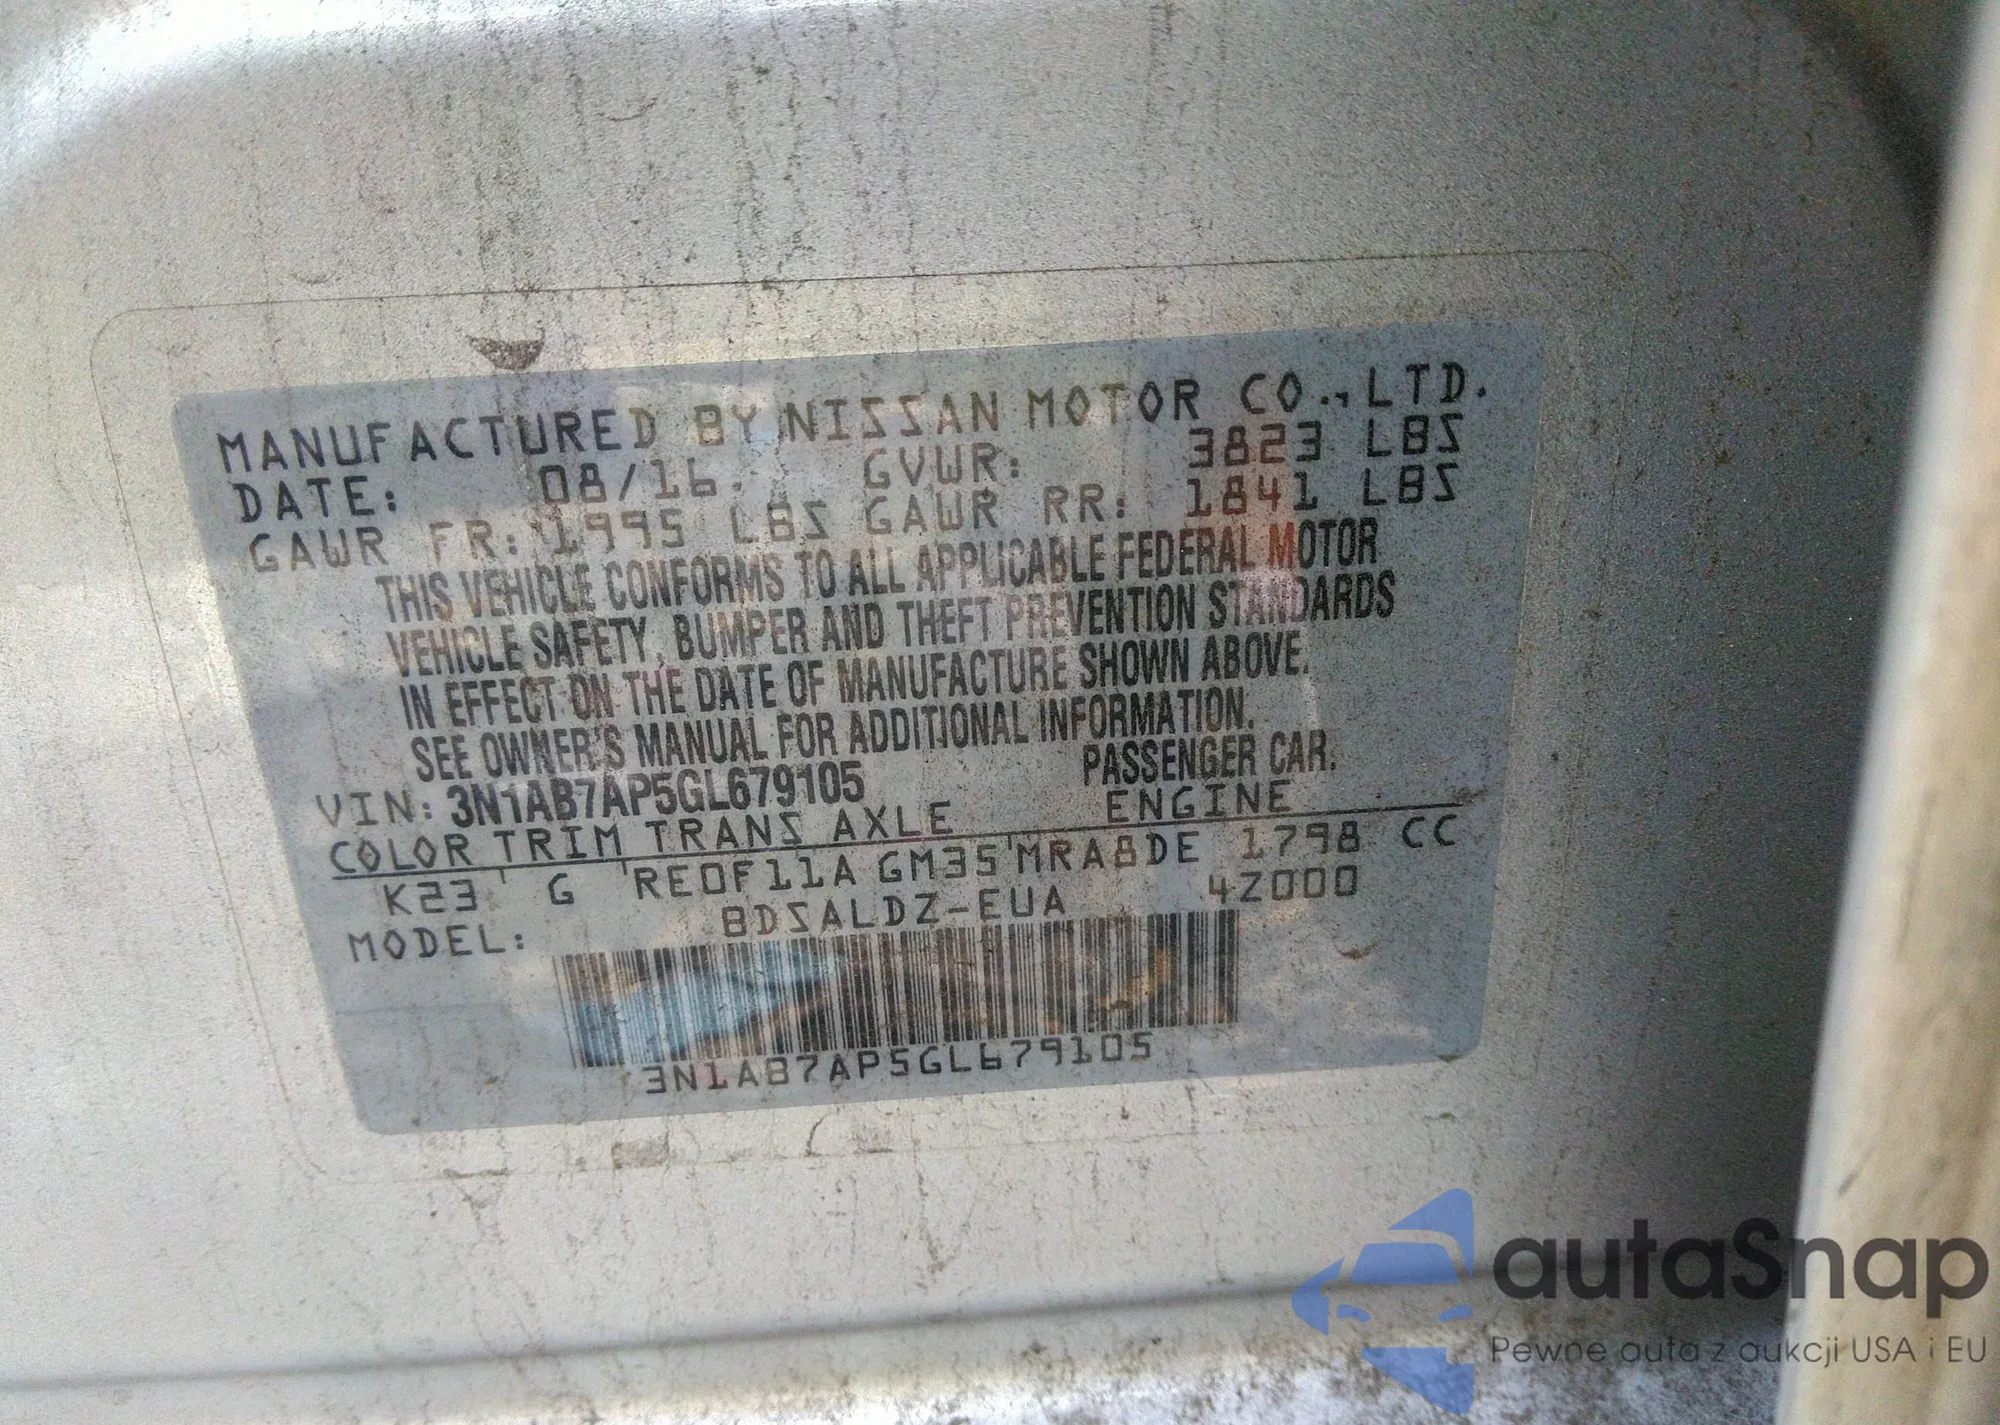 MANUFACTURED BY NISSAN MOTOR CO., LTD.
DATE: 08/16. GVWR: 3823 LBS
GAWR FR: 1995 LBS GAWR RR: 1841 LBS
THIS VEHICLE CONFORMS TO ALL APPLICABLE FEDERAL MOTOR
VEHICLE SAFETY, BUMPER AND THEFT PREVENTION STANDARDS
IN EFFECT ON THE DATE OF MANUFACTURE SHOWN ABOVE.
SEE OWNER'S MANUAL FOR ADDITIONAL INFORMATION.
VIN: 3N1AB7AP5GL679105 PASSENGER CAR.
COLOR TRIM TRANS AXLE ENGINE
K23 G RE0F11A GM35 MRA8DE 1798 CC
MODEL: BDSALDZ-EUA 4Z000
3N1AB7AP5GL679105
autaSnap
Pewne auta z aukcji USA i EU